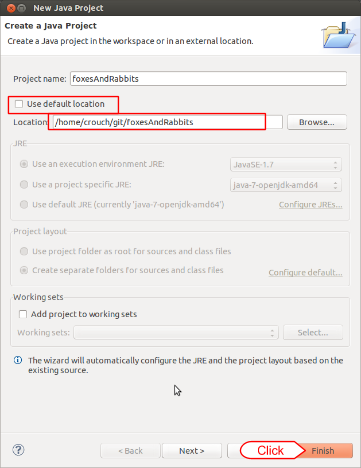 New Java Project
Create a Java Project
Create a Java project in the workspace or in an external location.
Project name: foxesAndRabbits
Use default location
Location: /home/crouch/git/foxesAndRabbits Browse...
JRE
Use an execution environment JRE: JavaSE-1.7
Use a project specific JRE: java-7-openjdk-amd64
Use default JRE (currently 'java-7-openjdk-amd64') Configure JREs...
Project layout
Use project folder as root for sources and class files
Create separate folders for sources and class files Configure default...
Working sets
Add project to working sets
Working sets: Select...
The wizard will automatically configure the JRE and the project layout based on the
existing source.
? < Back Next > Click Finish